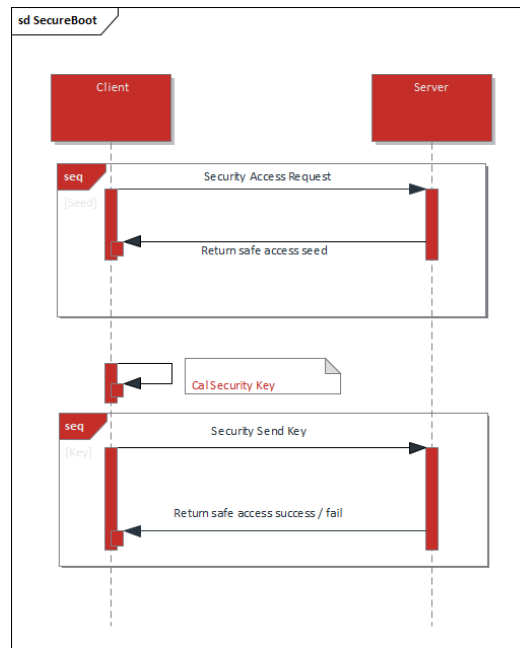 sd SecureBoot
Client
Server
seq
Security Access Request
[Seed]
Return safe access seed
Cal Security Key
seq
Security Send Key
[Key]
Return safe access success / fail